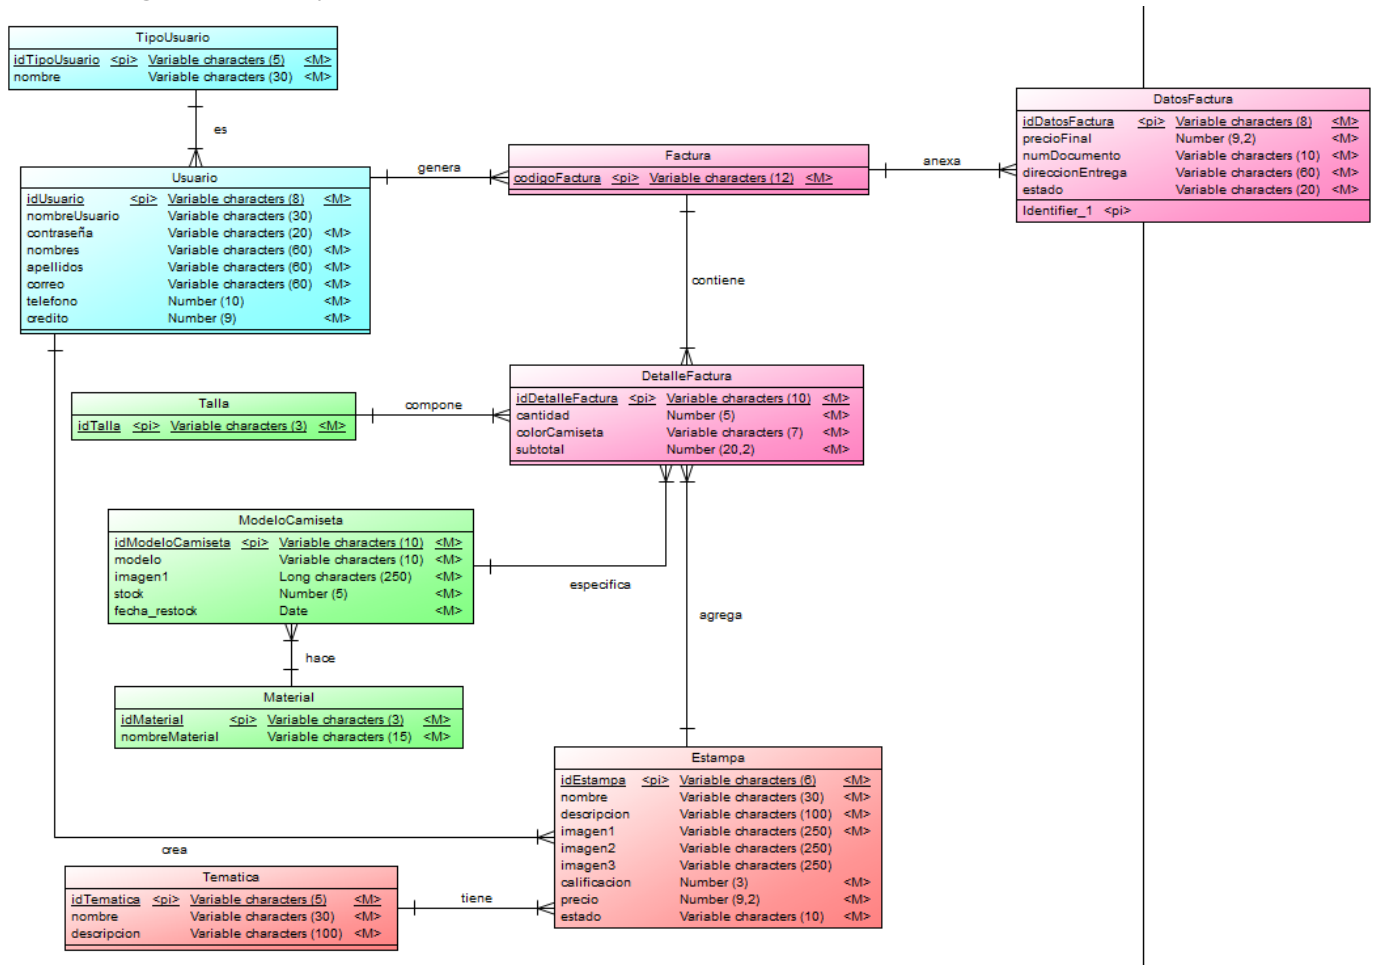 TipoUsuario
idTipoUsuario <pi> Variable characters (5) <M>
nombre Variable characters (30) <M>
es
Usuario
idUsuario <pi> Variable characters (8) <M>
nombreUsuario Variable characters (30)
contraseña Variable characters (20) <M>
nombres Variable characters (60) <M>
apellidos Variable characters (60) <M>
correo Variable characters (60) <M>
telefono Number (10) <M>
credito Number (9) <M>
genera
Factura
codigoFactura <pi> Variable characters (12) <M>
anexa
DatosFactura
idDatosFactura <pi> Variable characters (8) <M>
precioFinal Number (9,2) <M>
numDocumento Variable characters (10) <M>
direccionEntrega Variable characters (60) <M>
estado Variable characters (20) <M>
Identifier_1 <pi>
contiene
Talla
idTalla <pi> Variable characters (3) <M>
compone
DetalleFactura
idDetalleFactura <pi> Variable characters (10) <M>
cantidad Number (5) <M>
colorCamiseta Variable characters (7) <M>
subtotal Number (20,2) <M>
ModeloCamiseta
idModeloCamiseta <pi> Variable characters (10) <M>
modelo Variable characters (10) <M>
imagen1 Long characters (250) <M>
stock Number (5) <M>
fecha_restock Date <M>
especifica
agrega
hace
Material
idMaterial <pi> Variable characters (3) <M>
nombreMaterial Variable characters (15) <M>
Estampa
idEstampa <pi> Variable characters (6) <M>
nombre Variable characters (30) <M>
descripcion Variable characters (100) <M>
imagen1 Variable characters (250) <M>
imagen2 Variable characters (250)
imagen3 Variable characters (250)
calificacion Number (3) <M>
precio Number (9,2) <M>
estado Variable characters (10) <M>
crea
Tematica
idTematica <pi> Variable characters (5) <M>
nombre Variable characters (30) <M>
descripcion Variable characters (100) <M>
tiene